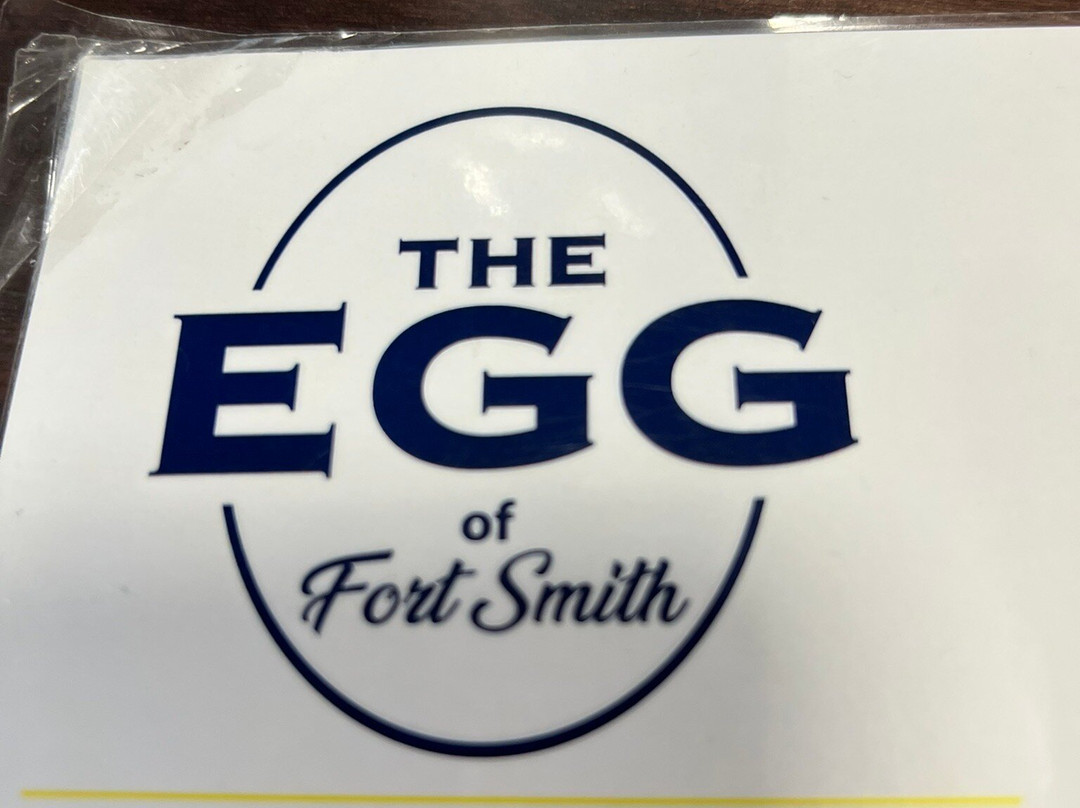 THE
EGG
of
Fort Smith